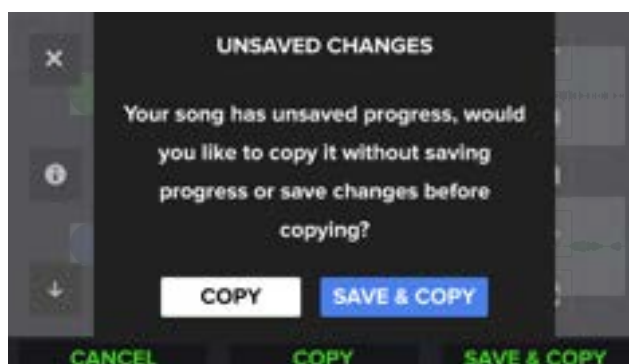 UNSAVED CHANGES
Your song has unsaved progress, would
you like to copy it without saving
progress or save changes before
copying?
COPY
SAVE & COPY
CANCEL
COPY
SAVE & COPY